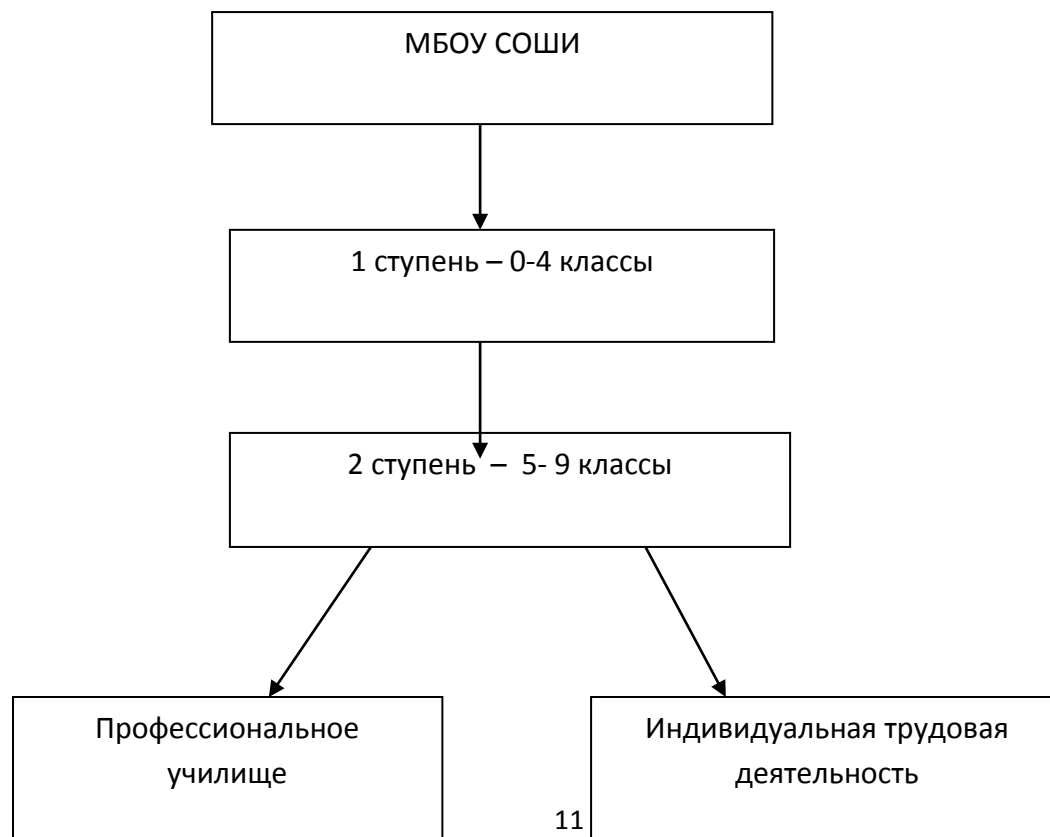 МБОУ СОШИ
1 ступень – 0-4 классы
2 ступень – 5- 9 классы
Профессиональное
училище
Индивидуальная трудовая
деятельность
11